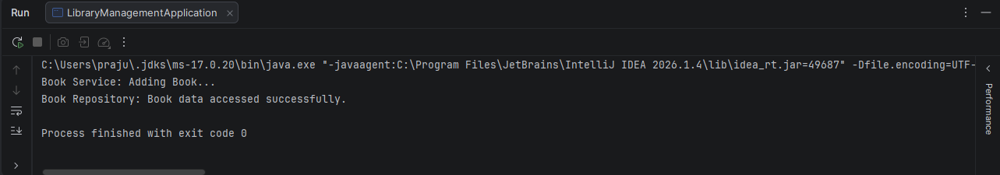 Run LibraryManagementApplication
C:\Users\praju\.jdks\ms-17.0.20\bin\java.exe "-javaagent:C:\Program Files\JetBrains\IntelliJ IDEA 2026.1.4\lib\idea_rt.jar=49687" -Dfile.encoding=UTF-
Book Service: Adding Book...
Book Repository: Book data accessed successfully.
Process finished with exit code 0
Performance